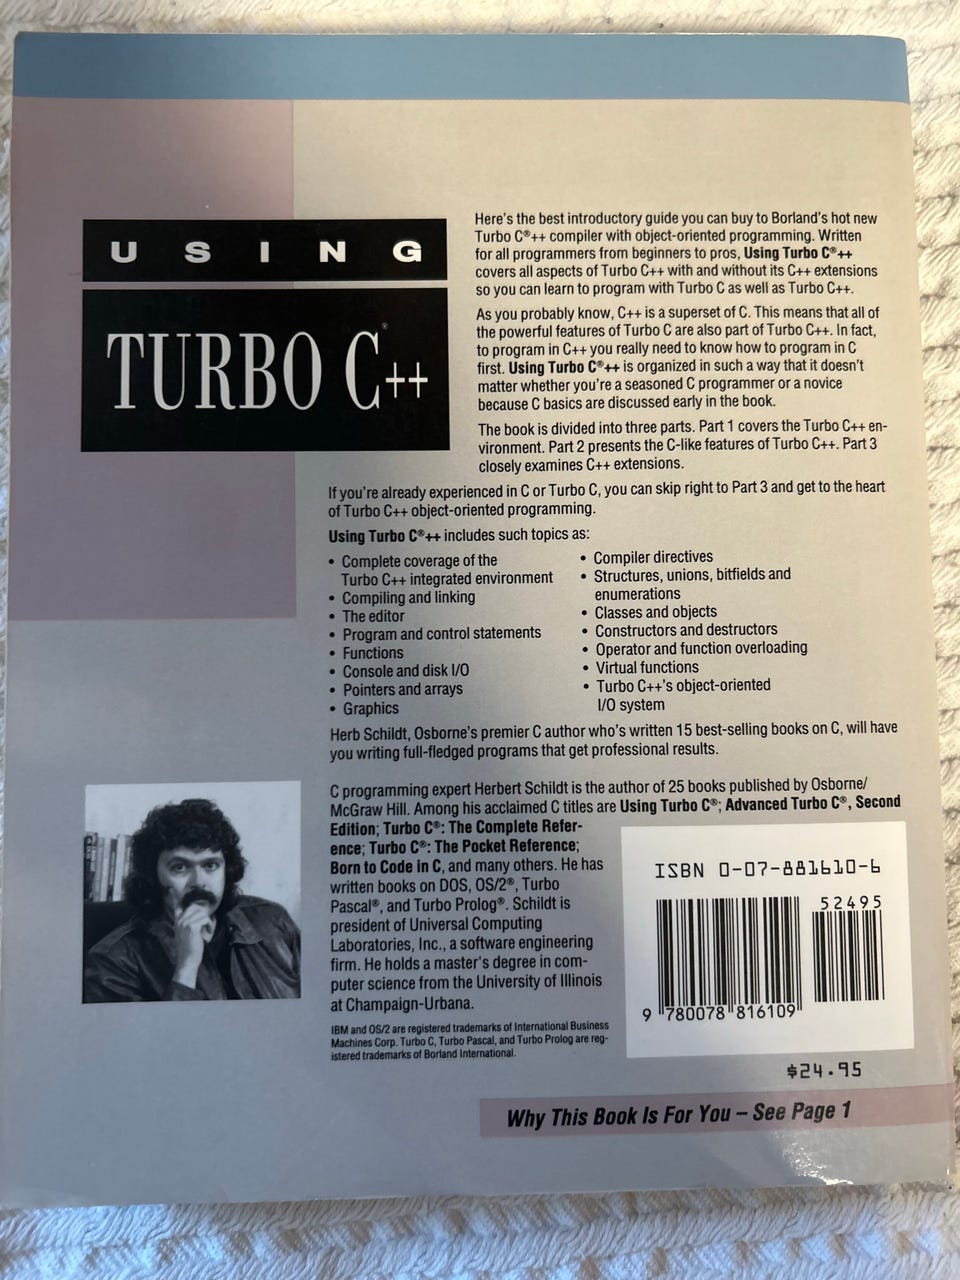 USING
TURBO C®++
Here's the best introductory guide you can buy to Borland's hot new
Turbo C®++ compiler with object-oriented programming. Written
for all programmers from beginners to pros, Using Turbo C®++
covers all aspects of Turbo C++ with and without its C++ extensions
so you can learn to program with Turbo C as well as Turbo C++.
As you probably know, C++ is a superset of C. This means that all of
the powerful features of Turbo C are also part of Turbo C++. In fact,
to program in C++ you really need to know how to program in C
first. Using Turbo C®++ is organized in such a way that it doesn't
matter whether you're a seasoned C programmer or a novice
because C basics are discussed early in the book.
The book is divided into three parts. Part 1 covers the Turbo C++ en-
vironment. Part 2 presents the C-like features of Turbo C++. Part 3
closely examines C++ extensions.
If you're already experienced in C or Turbo C, you can skip right to Part 3 and get to the heart
of Turbo C++ object-oriented programming.
Using Turbo C®++ includes such topics as:
• Complete coverage of the
Turbo C++ integrated environment
• Compiling and linking
• The editor
• Program and control statements
• Functions
• Console and disk I/O
• Pointers and arrays
• Graphics
• Compiler directives
• Structures, unions, bitfields and
enumerations
• Classes and objects
• Constructors and destructors
• Operator and function overloading
• Virtual functions
• Turbo C++'s object-oriented
I/O system
Herb Schildt, Osborne's premier C author who's written 15 best-selling books on C, will have
you writing full-fledged programs that get professional results.
C programming expert Herbert Schildt is the author of 25 books published by Osborne/
McGraw Hill. Among his acclaimed C titles are Using Turbo C®; Advanced Turbo C®, Second
Edition; Turbo C®: The Complete Refer-
ence; Turbo C®: The Pocket Reference;
Born to Code in C, and many others. He has
written books on DOS, OS/2®, Turbo
Pascal®, and Turbo Prolog®. Schildt is
president of Universal Computing
Laboratories, Inc., a software engineering
firm. He holds a master's degree in com-
puter science from the University of Illinois
at Champaign-Urbana.
IBM and OS/2 are registered trademarks of International Business
Machines Corp. Turbo C, Turbo Pascal, and Turbo Prolog are reg-
istered trademarks of Borland International.
ISBN 0-07-881610-6
52495
9 780078 816109
$24.95
Why This Book Is For You – See Page 1